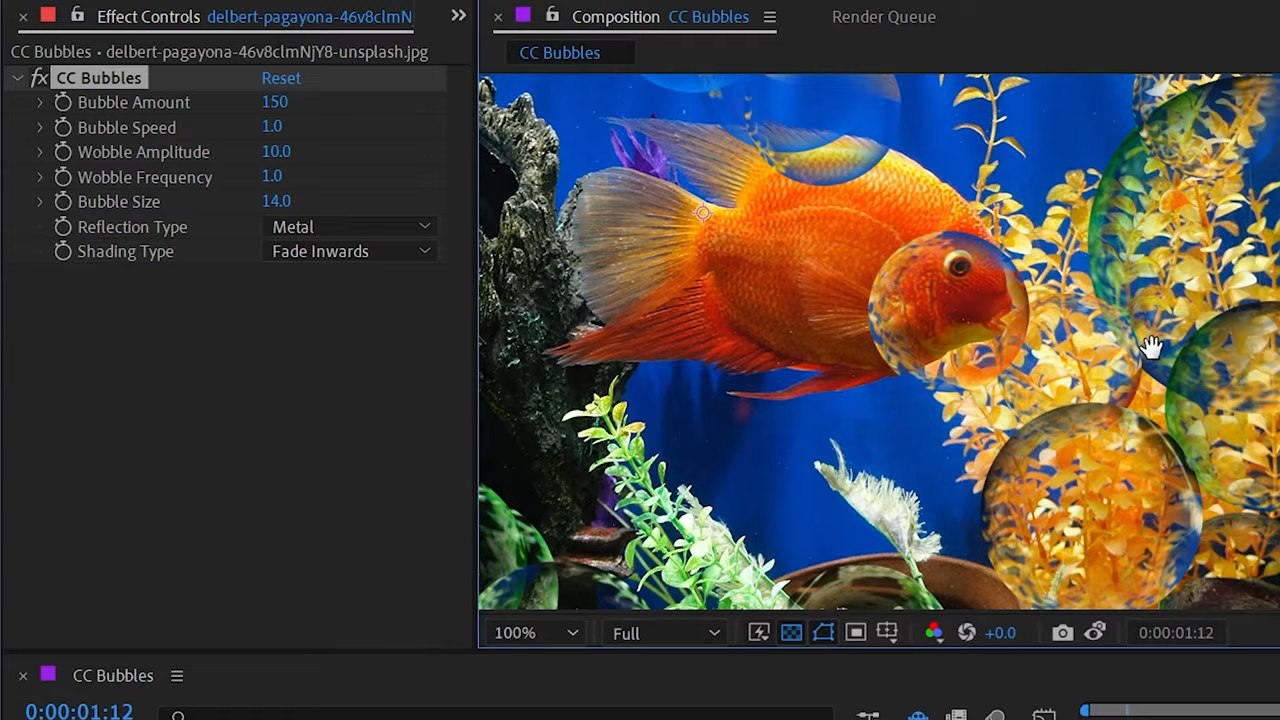 Effect Controls delbert-pagayona-46v8clmN
Composition CC Bubbles
Render Queue
CC Bubbles • delbert-pagayona-46v8clmNjY8-unsplash.jpg
CC Bubbles
fx CC Bubbles Reset
Bubble Amount 150
Bubble Speed 1.0
Wobble Amplitude 10.0
Wobble Frequency 1.0
Bubble Size 14.0
Reflection Type Metal
Shading Type Fade Inwards
100% Full +0.0 0:00:01:12
CC Bubbles
0:00:01:12